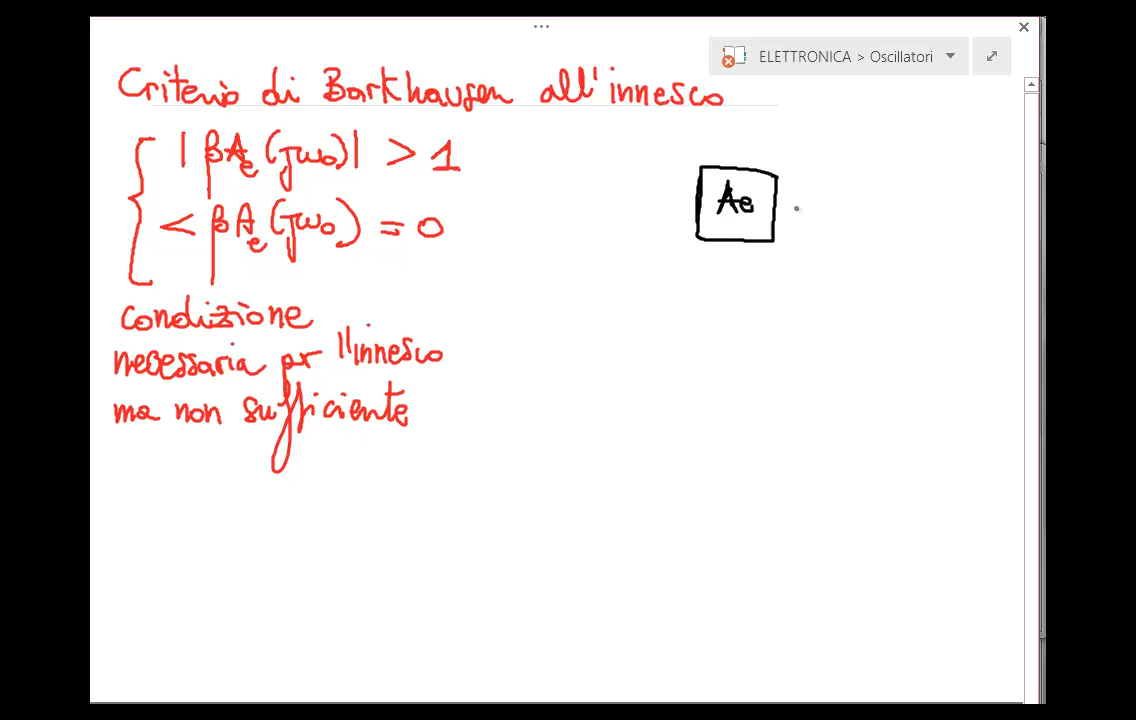 ELETTRONICA > Oscillatori
Criterio di Barkhausen all'innesco
|βAe(jω0)| > 1
< βAe(jω0) = 0
condizione
necessaria per l'innesco
ma non sufficiente
Ae